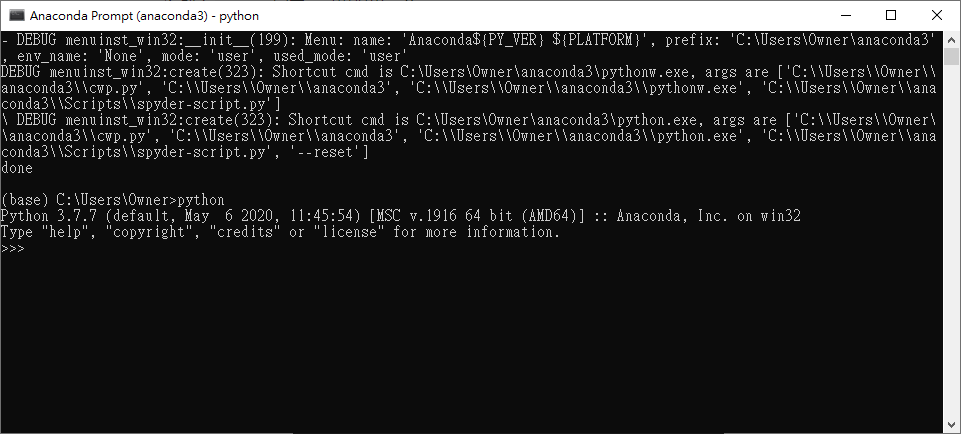 Anaconda Prompt (anaconda3) - python
- DEBUG menuinst_win32:__init__(199): Menu: name: 'Anaconda${PY_VER} ${PLATFORM}', prefix: 'C:\Users\Owner\anaconda3'
, env_name: 'None', mode: 'user', used_mode: 'user'
DEBUG menuinst_win32:create(323): Shortcut cmd is C:\Users\Owner\anaconda3\pythonw.exe, args are ['C:\\Users\\Owner\\
anaconda3\\cwp.py', 'C:\\Users\\Owner\\anaconda3', 'C:\\Users\\Owner\\anaconda3\\pythonw.exe', 'C:\\Users\\Owner\\ana
conda3\\Scripts\\spyder-script.py']
\ DEBUG menuinst_win32:create(323): Shortcut cmd is C:\Users\Owner\anaconda3\python.exe, args are ['C:\\Users\\Owner\
\anaconda3\\cwp.py', 'C:\\Users\\Owner\\anaconda3', 'C:\\Users\\Owner\\anaconda3\\python.exe', 'C:\\Users\\Owner\\ana
conda3\\Scripts\\spyder-script.py', '--reset']
done
(base) C:\Users\Owner>python
Python 3.7.7 (default, May  6 2020, 11:45:54) [MSC v.1916 64 bit (AMD64)] :: Anaconda, Inc. on win32
Type "help", "copyright", "credits" or "license" for more information.
>>>